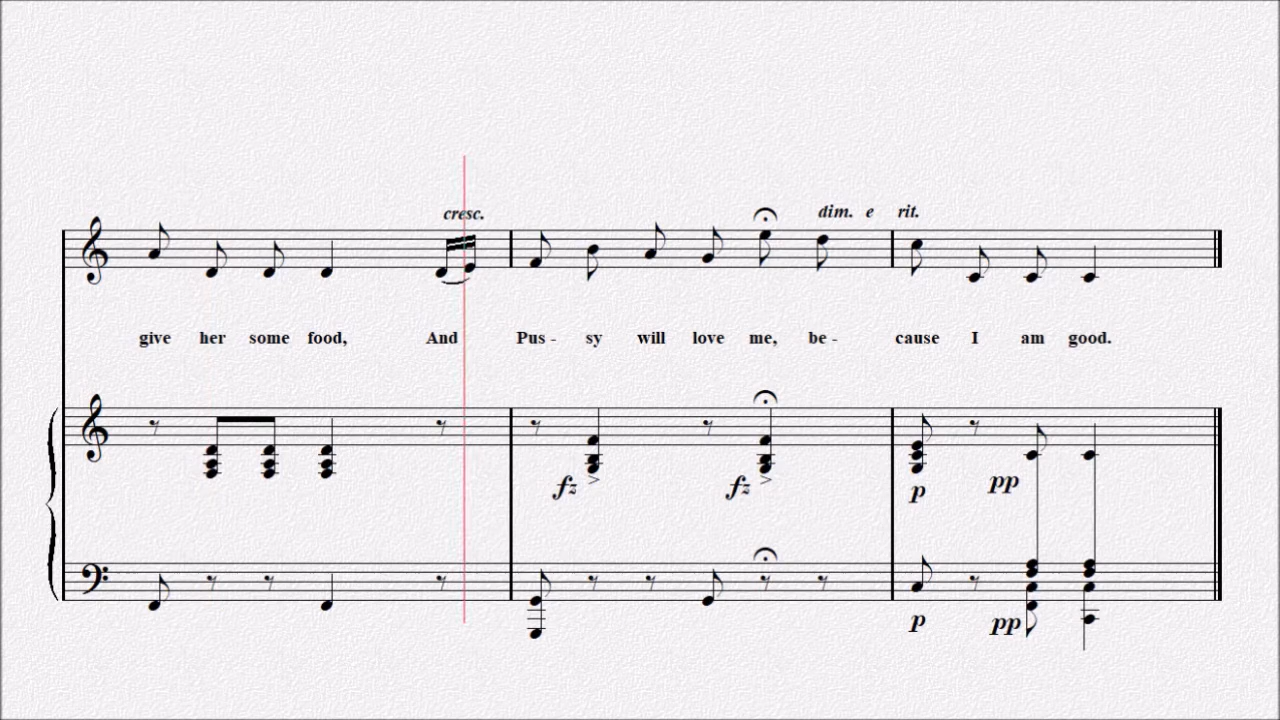 cresc. dim. e rit.
give her some food, And Pus - sy will love me, be - cause I am good.
fz fz p pp
p pp